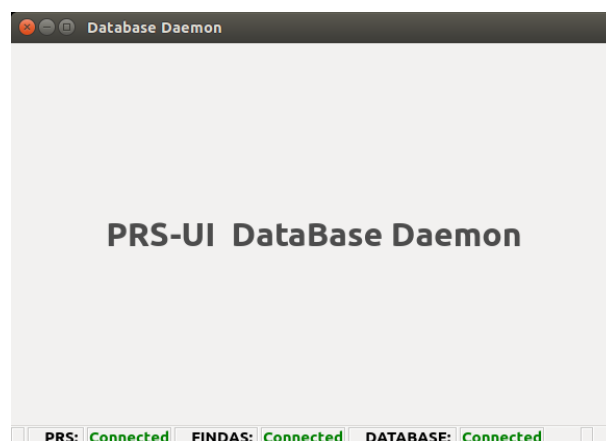 Database Daemon
PRS-UI DataBase Daemon
PRS: Connected FINDAS: Connected DATABASE: Connected